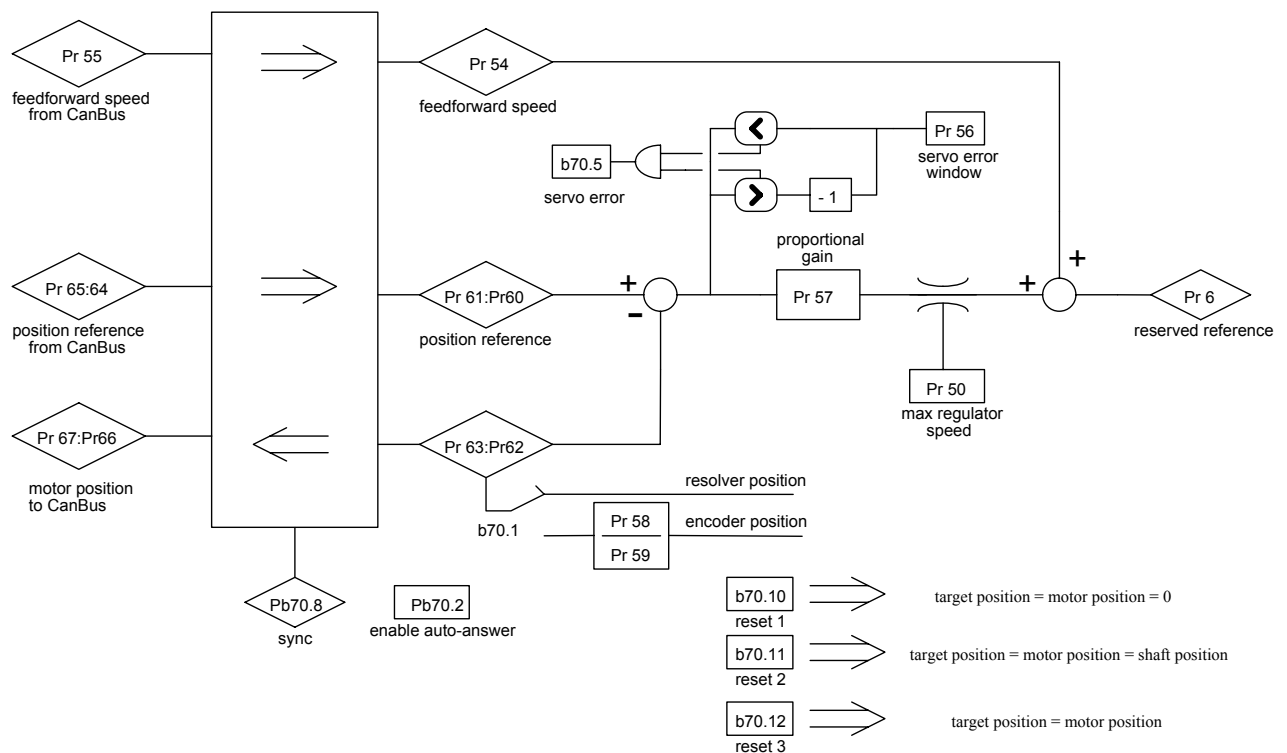 Pr 55
feedforward speed
from CanBus
Pr 54
feedforward speed
b70.5
servo error
Pr 56
servo error
window
<
>
- 1
proportional
gain
Pr 65:64
position reference
from CanBus
Pr 61:Pr60
position reference
+
-
Pr 57
+
+
Pr 6
reserved reference
Pr 50
max regulator
speed
Pr 67:Pr66
motor position
to CanBus
Pr 63:Pr62
b70.1
resolver position
Pr 58
Pr 59
encoder position
Pb70.8
sync
Pb70.2
enable auto-answer
b70.10
reset 1
target position = motor position = 0
b70.11
reset 2
target position = motor position = shaft position
b70.12
reset 3
target position = motor position